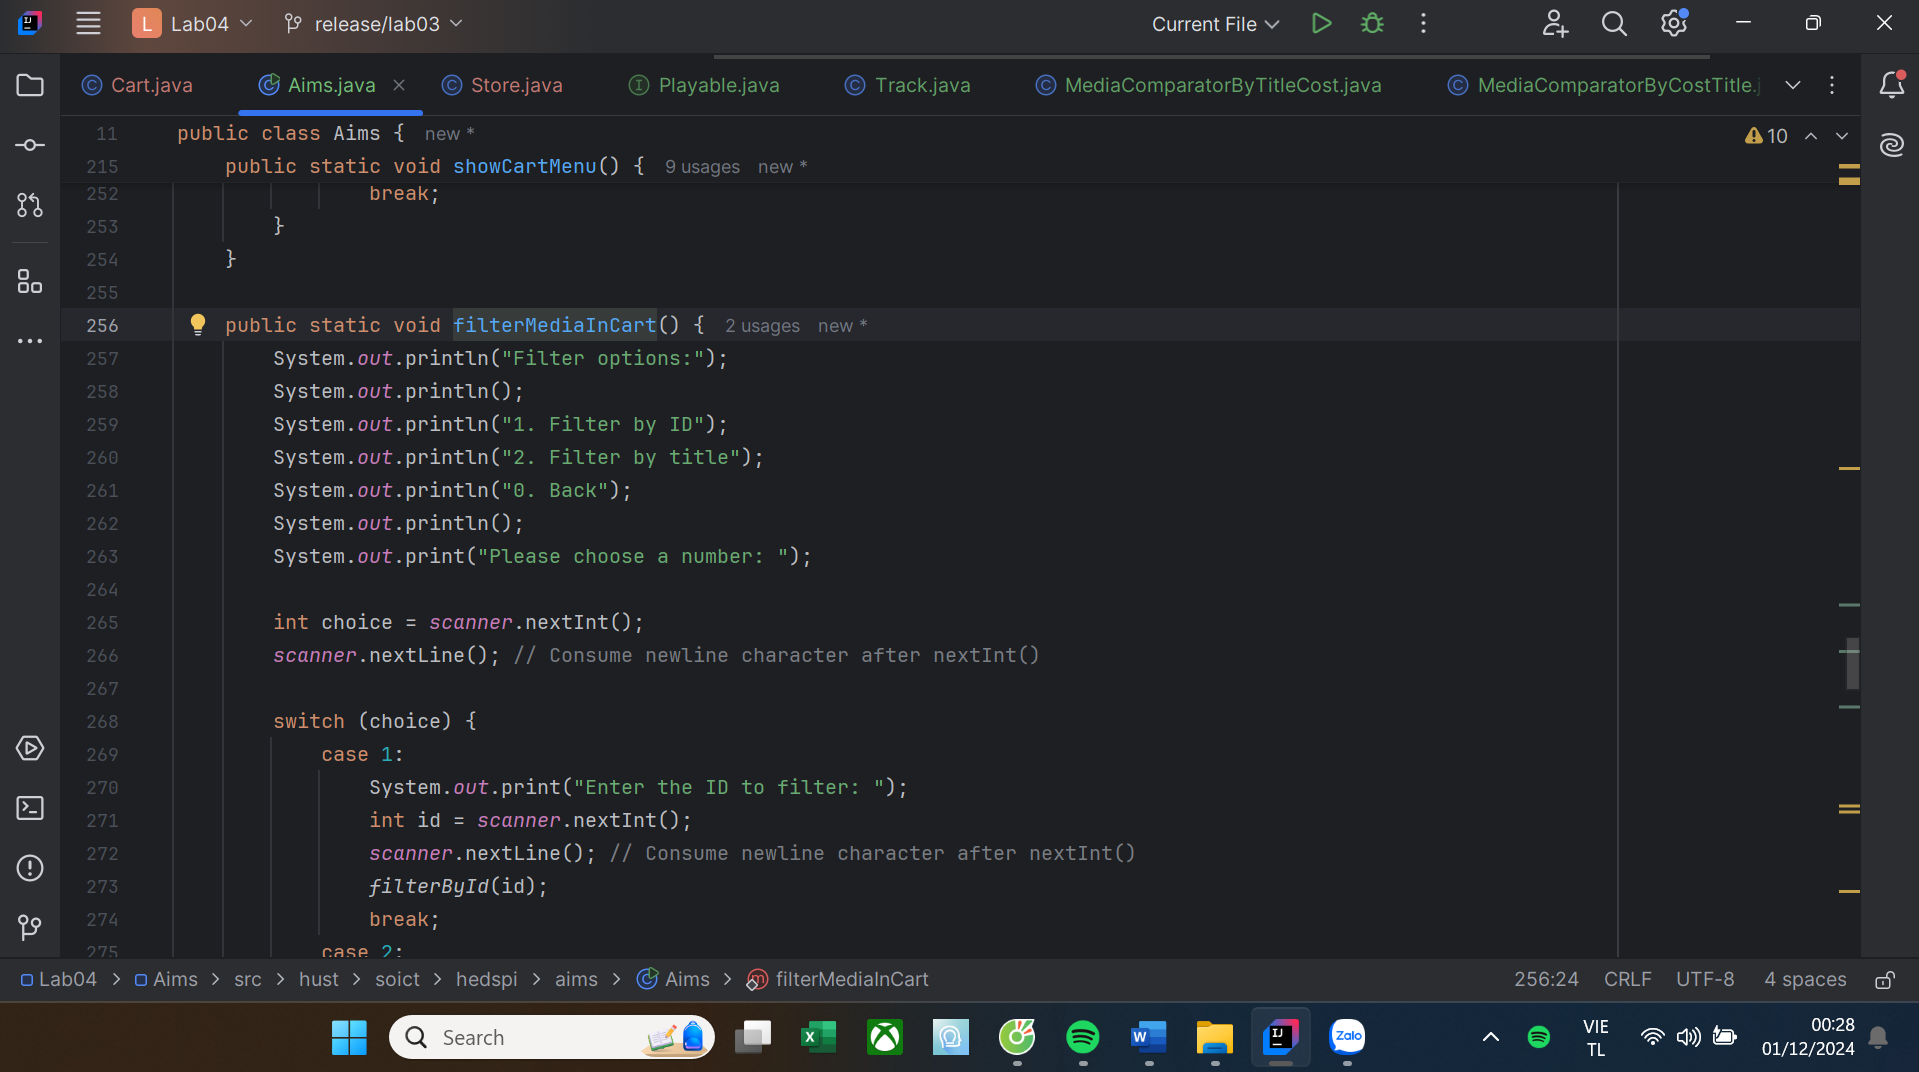 L Lab04 release/lab03 Current File
Cart.java Aims.java Store.java Playable.java Track.java MediaComparatorByTitleCost.java MediaComparatorByCostTitle.j
11 public class Aims { new *
10
215 public static void showCartMenu() { 9 usages new *
252 break;
253 }
254 }
255
256 public static void filterMediaInCart() { 2 usages new *
257 System.out.println("Filter options:");
258 System.out.println();
259 System.out.println("1. Filter by ID");
260 System.out.println("2. Filter by title");
261 System.out.println("0. Back");
262 System.out.println();
263 System.out.print("Please choose a number: ");
264
265 int choice = scanner.nextInt();
266 scanner.nextLine(); // Consume newline character after nextInt()
267
268 switch (choice) {
269 case 1:
270 System.out.print("Enter the ID to filter: ");
271 int id = scanner.nextInt();
272 scanner.nextLine(); // Consume newline character after nextInt()
273 filterById(id);
274 break;
275 case 2:
Lab04 > Aims > src > hust > soict > hedspi > aims > Aims > filterMediaInCart 256:24 CRLF UTF-8 4 spaces
Search
Zalo
VIE
TL
00:28
01/12/2024